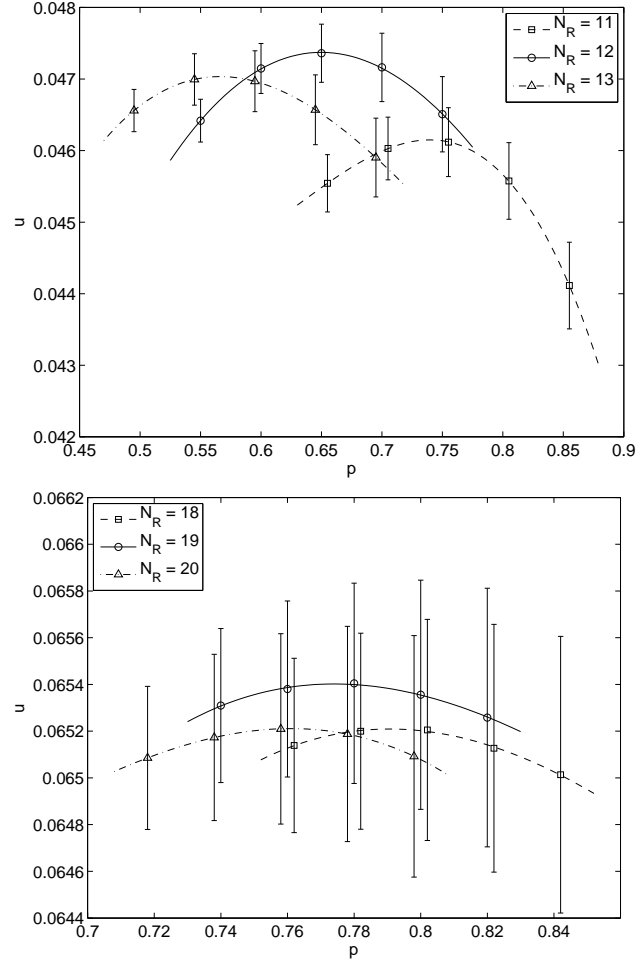 0.048
0.047
0.046
0.045
0.044
0.043
0.042
0.45 0.5 0.55 0.6 0.65 0.7 0.75 0.8 0.85 0.9
u
p
N_R = 11
N_R = 12
N_R = 13
0.0662
0.066
0.0658
0.0656
0.0654
0.0652
0.065
0.0648
0.0646
0.0644
0.7 0.72 0.74 0.76 0.78 0.8 0.82 0.84
u
p
N_R = 18
N_R = 19
N_R = 20